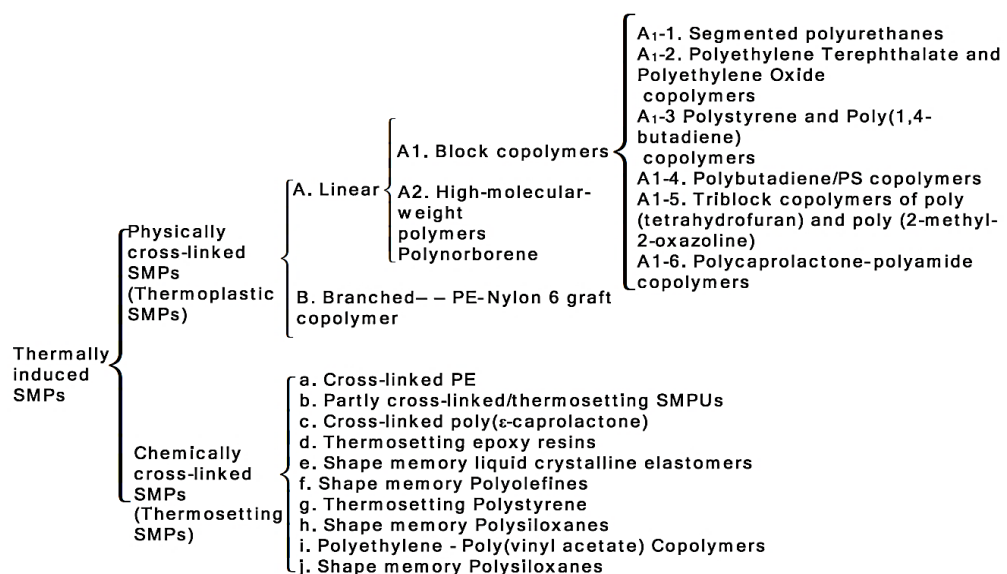 Thermally
induced
SMPs
Physically
cross-linked
SMPs
(Thermoplastic
SMPs)
A. Linear
A1. Block copolymers
A₁-1. Segmented polyurethanes
A₁-2. Polyethylene Terephthalate and
Polyethylene Oxide
copolymers
A₁-3 Polystyrene and Poly(1,4-
butadiene)
copolymers
A1-4. Polybutadiene/PS copolymers
A1-5. Triblock copolymers of poly
(tetrahydrofuran) and poly (2-methyl-
2-oxazoline)
A1-6. Polycaprolactone-polyamide
copolymers
A2. High-molecular-
weight
polymers
Polynorborene
B. Branched– – PE-Nylon 6 graft
copolymer
Chemically
cross-linked
SMPs
(Thermosetting
SMPs)
a. Cross-linked PE
b. Partly cross-linked/thermosetting SMPUs
c. Cross-linked poly(ε-caprolactone)
d. Thermosetting epoxy resins
e. Shape memory liquid crystalline elastomers
f. Shape memory Polyolefines
g. Thermosetting Polystyrene
h. Shape memory Polysiloxanes
i. Polyethylene - Poly(vinyl acetate) Copolymers
j. Shape memory Polysiloxanes